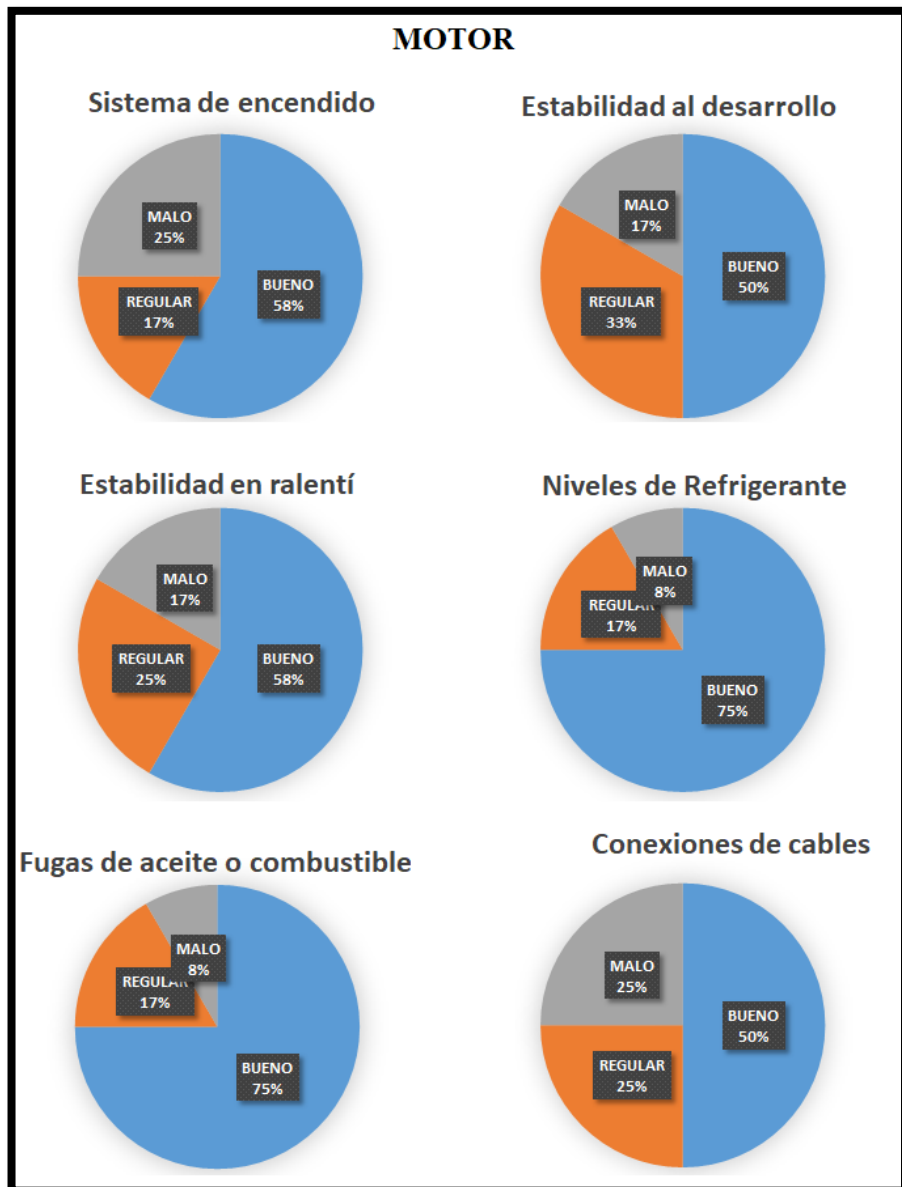 MOTOR
Sistema de encendido
MALO
25%
REGULAR
17%
BUENO
58%
Estabilidad al desarrollo
MALO
17%
REGULAR
33%
BUENO
50%
Estabilidad en ralentí
MALO
17%
REGULAR
25%
BUENO
58%
Niveles de Refrigerante
MALO
8%
REGULAR
17%
BUENO
75%
Fugas de aceite o combustible
MALO
8%
REGULAR
17%
BUENO
75%
Conexiones de cables
MALO
25%
REGULAR
25%
BUENO
50%